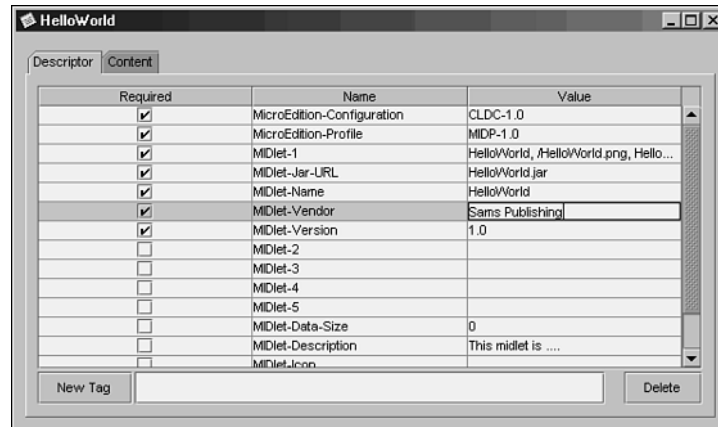 HelloWorld
Descriptor Content
Required Name Value
MicroEdition-Configuration CLDC-1.0
MicroEdition-Profile MIDP-1.0
MIDlet-1 HelloWorld, /HelloWorld.png, Hello...
MIDlet-Jar-URL HelloWorld.jar
MIDlet-Name HelloWorld
MIDlet-Vendor Sams Publishing
MIDlet-Version 1.0
MIDlet-2
MIDlet-3
MIDlet-4
MIDlet-5
MIDlet-Data-Size 0
MIDlet-Description This midlet is ....
MIDlet-Icon
New Tag Delete